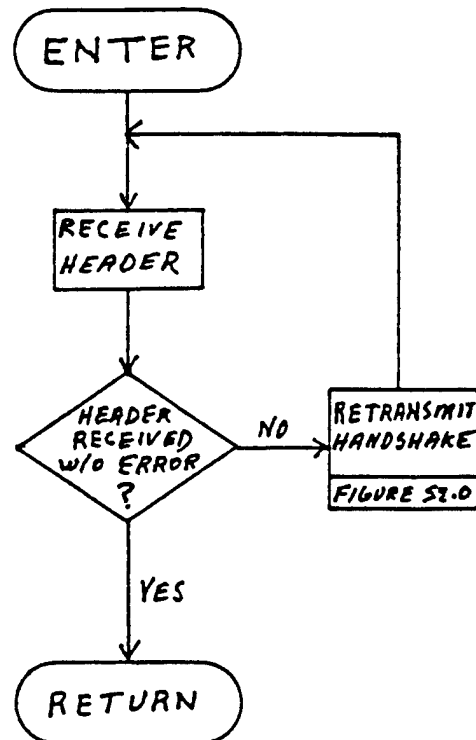 ENTER
RECEIVE
HEADER
HEADER
RECEIVED
W/O ERROR
?
NO
RETRANSMIT
HANDSHAKE
FIGURE 52.0
YES
RETURN